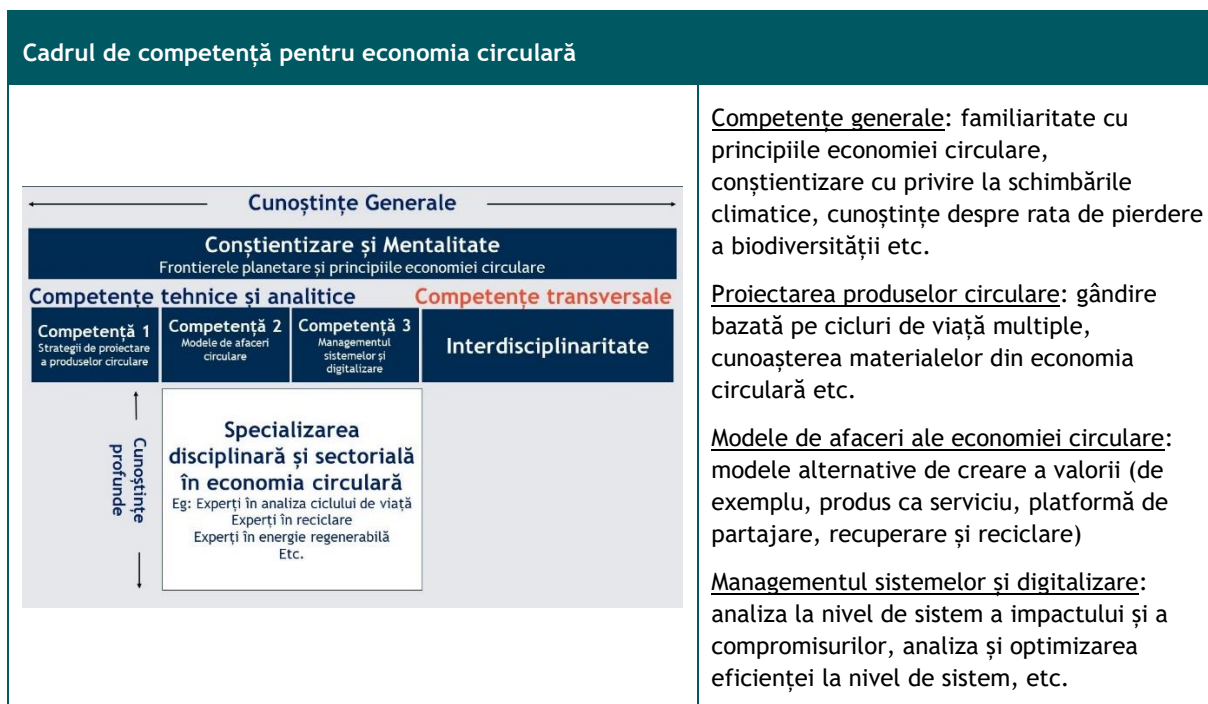 Cadrul de competență pentru economia circulară
Cunoștințe Generale
Conștientizare și Mentalitate
Frontierele planetare și principiile economiei circulare
Competențe tehnice și analitice
Competențe transversale
Competență 1
Strategii de proiectare
a produselor circulare
Competență 2
Modele de afaceri
circulare
Competență 3
Managementul
sistemelor și
digitalizare
Interdisciplinaritate
Cunoștințe
profunde
Specializarea
disciplinară și sectorială
în economia circulară
Eg: Experți în analiza ciclului de viață
Experți în reciclare
Experți în energie regenerabilă
Etc.
Competențe generale: familiaritate cu
principiile economiei circulare,
conștientizare cu privire la schimbările
climatice, cunoștințe despre rata de pierdere
a biodiversității etc.
Proiectarea produselor circulare: gândire
bazată pe cicluri de viață multiple,
cunoașterea materialelor din economia
circulară etc.
Modele de afaceri ale economiei circulare:
modele alternative de creare a valorii (de
exemplu, produs ca serviciu, platformă de
partajare, recuperare și reciclare)
Managementul sistemelor și digitalizare:
analiza la nivel de sistem a impactului și a
compromisurilor, analiza și optimizarea
eficienței la nivel de sistem, etc.